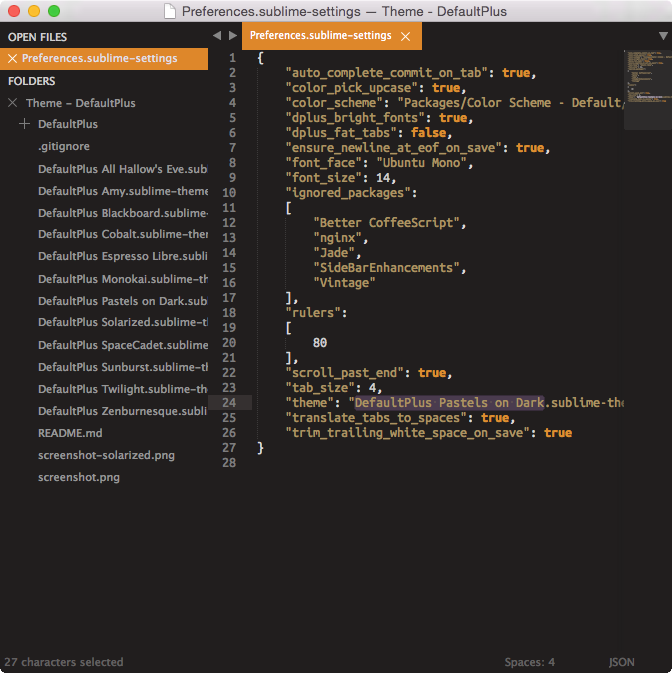 Preferences.sublime-settings — Theme - DefaultPlus
OPEN FILES
Preferences.sublime-settings
FOLDERS
Theme – DefaultPlus
DefaultPlus
.gitignore
DefaultPlus All Hallow's Eve.sub
DefaultPlus Amy.sublime-theme
DefaultPlus Blackboard.sublime-
DefaultPlus Cobalt.sublime-then
DefaultPlus Espresso Libre.sublim
DefaultPlus Monokai.sublime-the
DefaultPlus Pastels on Dark.subl
DefaultPlus Solarized.sublime-th
DefaultPlus SpaceCadet.sublime-
DefaultPlus Sunburst.sublime-th
DefaultPlus Twilight.sublime-the
DefaultPlus Zenburnesque.subli
README.md
screenshot-solarized.png
screenshot.png
Preferences.sublime-settings
1 {
2 "auto_complete_commit_on_tab": true,
3 "color_pick_upcase": true,
4 "color_scheme": "Packages/Color Scheme - Default/
5 "dplus_bright_fonts": true,
6 "dplus_fat_tabs": false,
7 "ensure_newline_at_eof_on_save": true,
8 "font_face": "Ubuntu Mono",
9 "font_size": 14,
10 "ignored_packages":
11 [
12 "Better CoffeeScript",
13 "nginx",
14 "Jade",
15 "SideBarEnhancements",
16 "Vintage"
17 ],
18 "rulers":
19 [
20 80
21 ],
22 "scroll_past_end": true,
23 "tab_size": 4,
24 "theme": "DefaultPlus Pastels on Dark.sublime-the
25 "translate_tabs_to_spaces": true,
26 "trim_trailing_white_space_on_save": true
27 }
28
27 characters selected
Spaces: 4
JSON